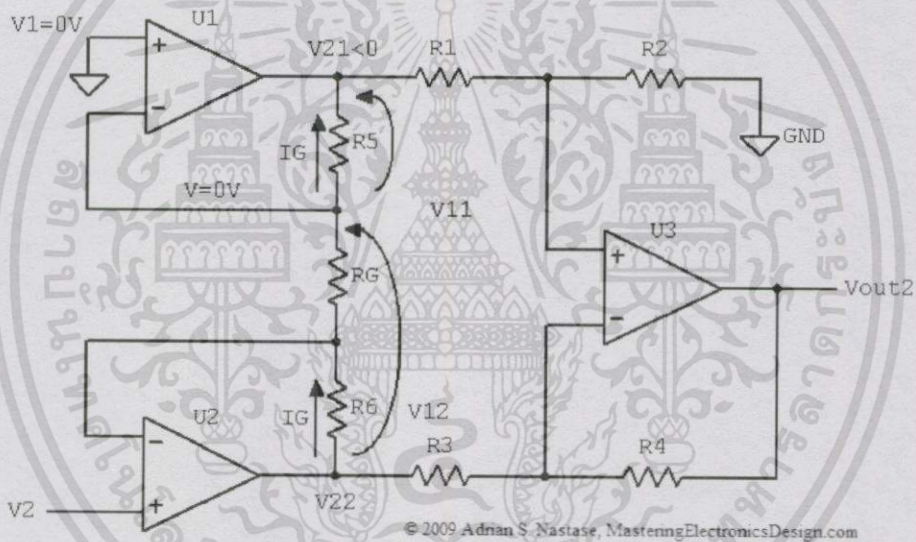 V1=0V
U1
V21<0
R1
R2
GND
IG
R5
V=0V
V11
U3
RG
Vout2
U2
IG
R6
V12
R3
R4
V2
V22
© 2009 Adrian S. Nastase, MasteringElectronicsDesign.com